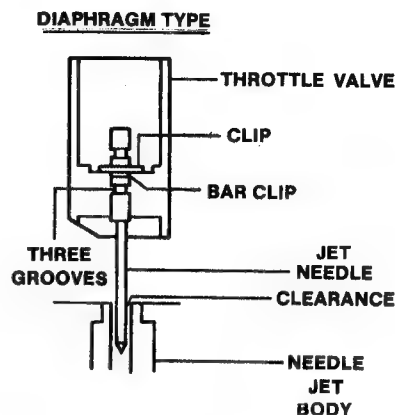 DIAPHRAGM TYPE
THROTTLE VALVE
CLIP
BAR CLIP
THREE
GROOVES
JET
NEEDLE
CLEARANCE
NEEDLE
JET
BODY